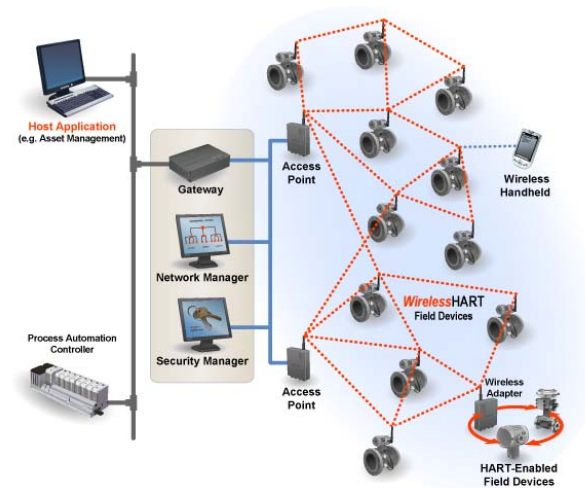 Host Application
(e.g. Asset Management)
Gateway
Access
Point
Wireless
Handheld
Network Manager
WirelessHART
Field Devices
Security Manager
Process Automation
Controller
Access
Point
Wireless
Adapter
HART-Enabled
Field Devices